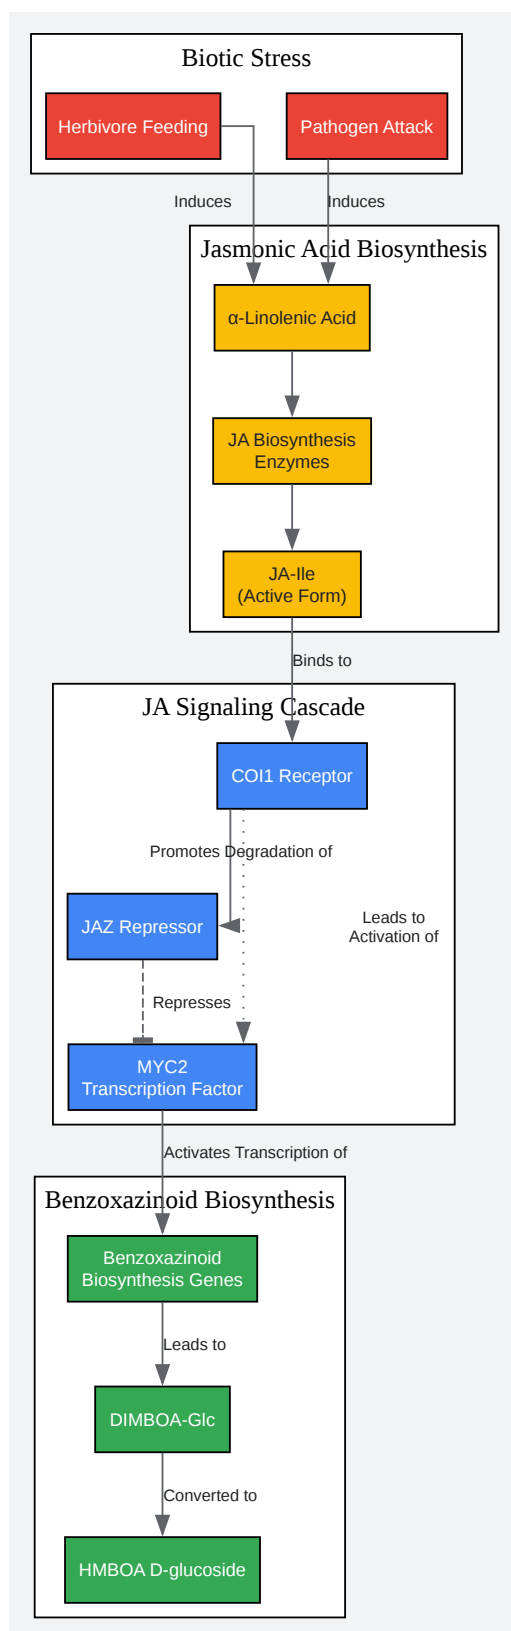 Biotic Stress
Herbivore Feeding
Pathogen Attack
Induces
Induces
Jasmonic Acid Biosynthesis
α-Linolenic Acid
JA Biosynthesis
Enzymes
JA-Ile
(Active Form)
Binds to
JA Signaling Cascade
COI1 Receptor
Promotes Degradation of
JAZ Repressor
Leads to
Activation of
Represses
MYC2
Transcription Factor
Activates Transcription of
Benzoxazinoid Biosynthesis
Benzoxazinoid
Biosynthesis Genes
Leads to
DIMBOA-Glc
Converted to
HMBOA D-glucoside